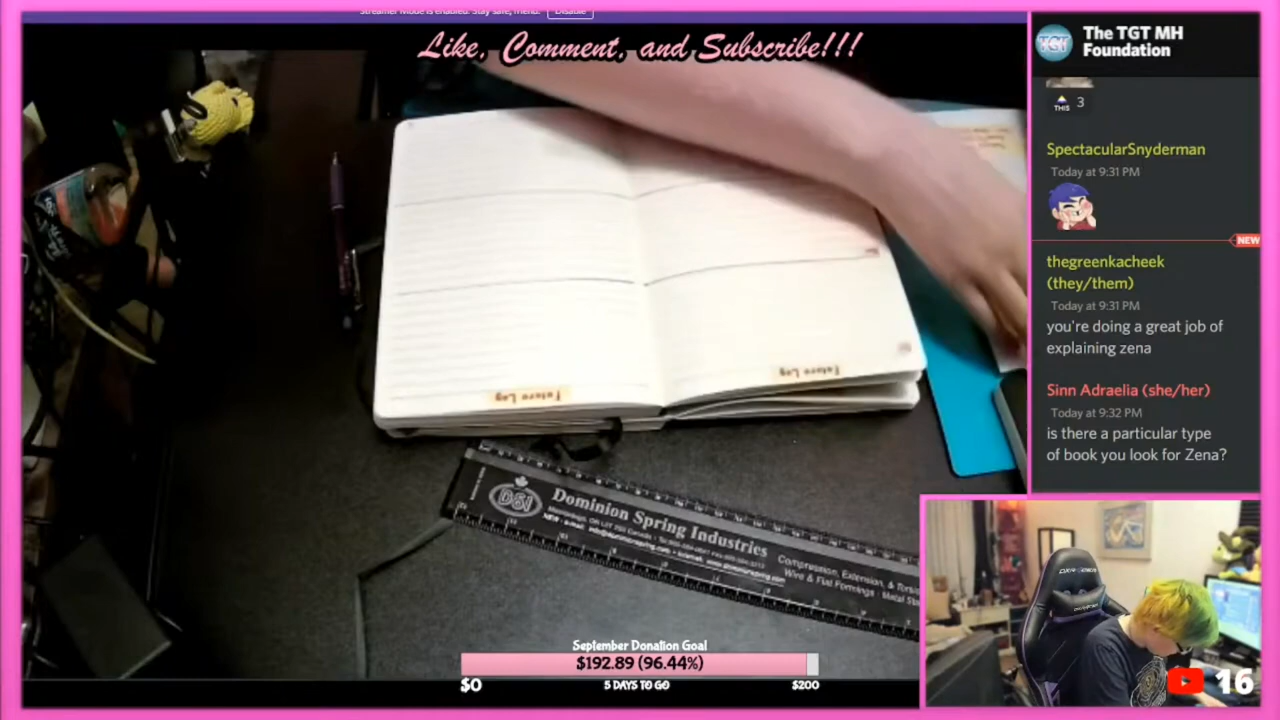 Streamer Mode is enabled. Stay safe, friend. Disable
Like, Comment, and Subscribe!!!
The TGT MH
Foundation
TGT
THIS 3
SpectacularSnyderman
Today at 9:31 PM
NEW
thegreenkacheek
(they/them)
Today at 9:31 PM
you're doing a great job of
explaining zena
Sinn Adraelia (she/her)
Today at 9:32 PM
is there a particular type
of book you look for Zena?
Future Log
Future Log
DSI
Dominion Spring Industries
Compression, Extension, &
Wire & Flat Formings
September Donation Goal
$192.89 (96.44%)
$0
5 DAYS TO GO
$200
16